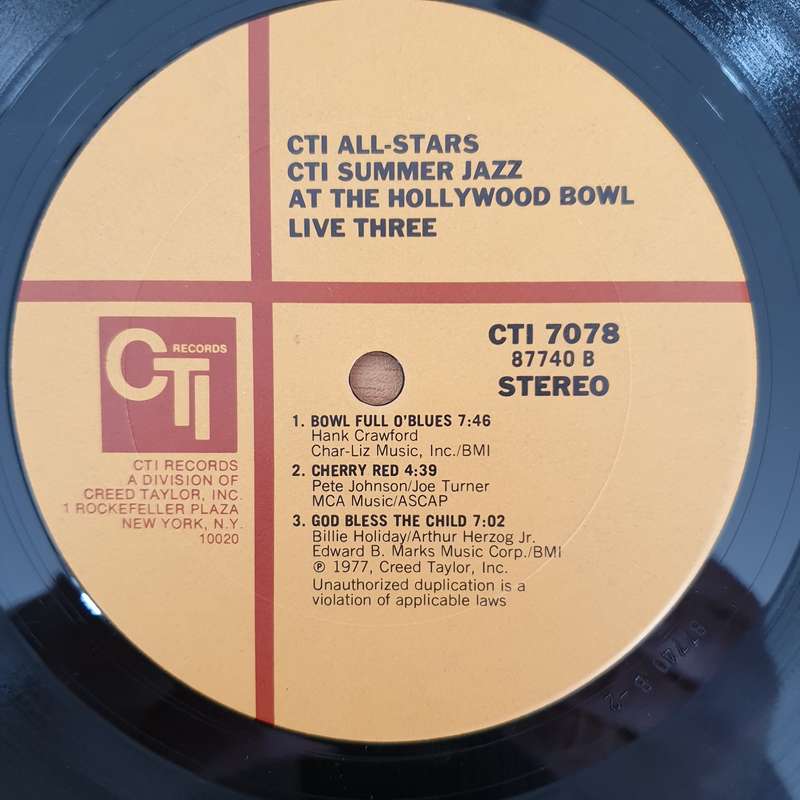 CTI ALL-STARS
CTI SUMMER JAZZ
AT THE HOLLYWOOD BOWL
LIVE THREE
CTI RECORDS
CTI RECORDS
A DIVISION OF
CREED TAYLOR, INC.
1 ROCKEFELLER PLAZA
NEW YORK, N.Y.
10020
CTI 7078
87740 B
STEREO
1. BOWL FULL O'BLUES 7:46
Hank Crawford
Char-Liz Music, Inc./BMI
2. CHERRY RED 4:39
Pete Johnson/Joe Turner
MCA Music/ASCAP
3. GOD BLESS THE CHILD 7:02
Billie Holiday/Arthur Herzog Jr.
Edward B. Marks Music Corp./BMI
℗ 1977, Creed Taylor, Inc.
Unauthorized duplication is a
violation of applicable laws
87740 B-2